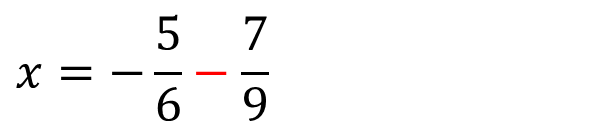 x = −5/6 − 7/9